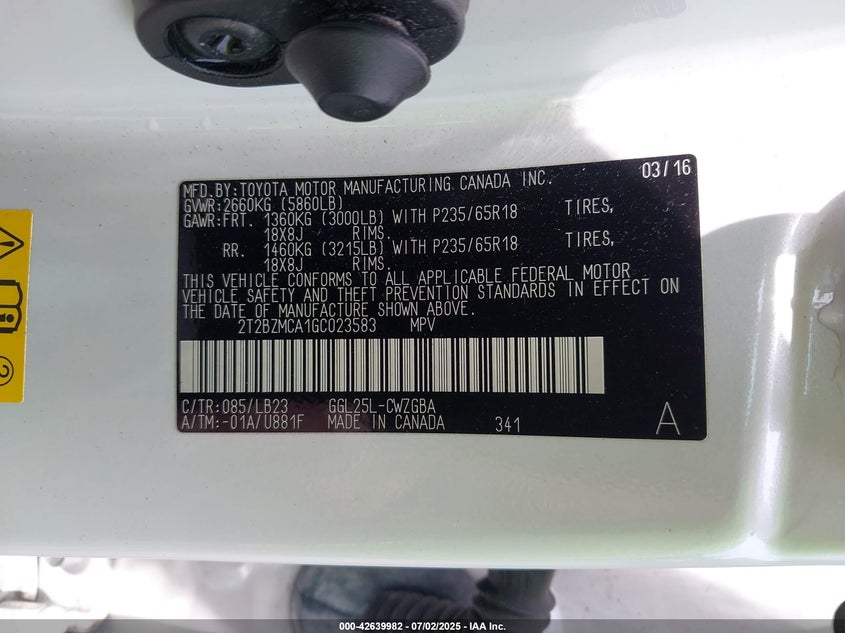 03/16
MFD.BY:TOYOTA MOTOR MANUFACTURING CANADA INC.
GVWR:2660KG (5860LB)
GAWR:FRT. 1360KG (3000LB) WITH P235/65R18 TIRES,
18X8J RIMS.
RR. 1460KG (3215LB) WITH P235/65R18 TIRES,
18X8J RIMS.
THIS VEHICLE CONFORMS TO ALL APPLICABLE FEDERAL MOTOR
VEHICLE SAFETY AND THEFT PREVENTION STANDARDS IN EFFECT ON
THE DATE OF MANUFACTURE SHOWN ABOVE.
2T2BZMCA1GC023583 MPV
C/TR:085/LB23 GGL25L-CWZGBA
A/TM:-01A/U881F MADE IN CANADA 341 A
2
000-42639982 - 07/02/2025 - IAA Inc.